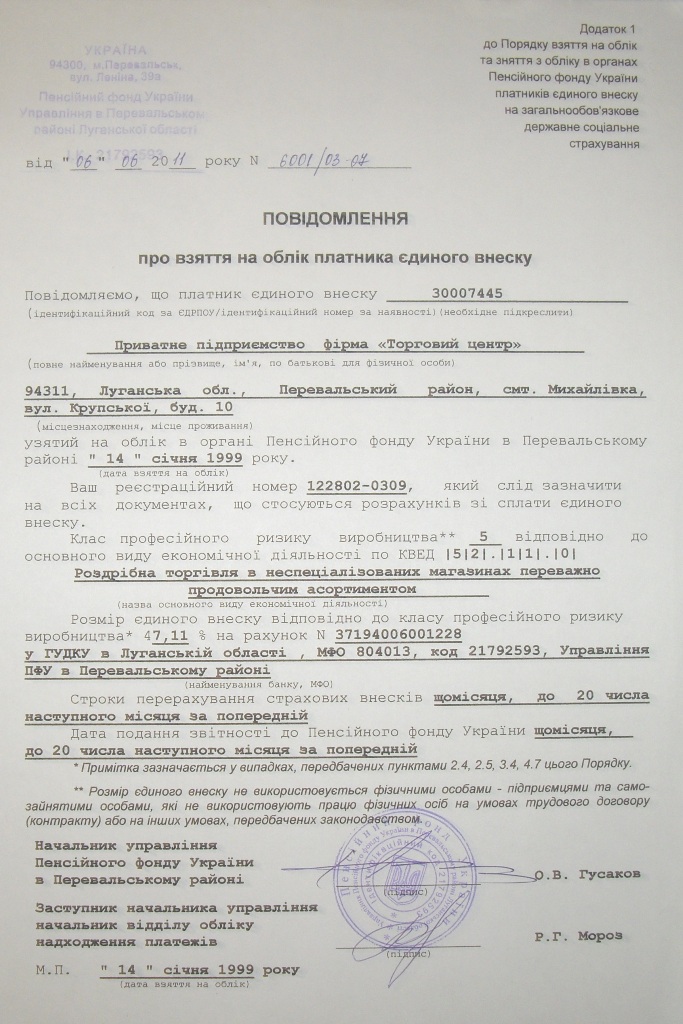 УКРАЇНА
94300, м.Перевальськ,
вул. Леніна, 39а
Пенсійний фонд України
Управління в Перевальському
районі Луганської області
21792593
Додаток 1
до Порядку взяття на облік
та зняття з обліку в органах
Пенсійного фонду України
платників єдиного внеску
на загальнообов'язкове
державне соціальне
страхування
від "06" 06 2011 року N 6001/03-07
ПОВІДОМЛЕННЯ
про взяття на облік платника єдиного внеску
Повідомляємо, що платник єдиного внеску 30007445
(ідентифікаційний код за ЄДРПОУ/ідентифікаційний номер за наявності)(необхідне підкреслити)
Приватне підприємство фірма «Торговий центр»
(повне найменування або прізвище, ім'я, по батькові для фізичної особи)
94311, Луганська обл., Перевальський район, смт. Михайлівка,
вул. Крупської, буд. 10
(місцезнаходження, місце проживання)
узятий на облік в органі Пенсійного фонду України в Перевальському
районі " 14 " січня 1999 року.
(дата взяття на облік)
Ваш реєстраційний номер 122802-0309, який слід зазначити
на всіх документах, що стосуються розрахунків зі сплати єдиного
внеску.
Клас професійного ризику виробництва** 5 відповідно до
основного виду економічної діяльності по КВЕД |5|2|.|1|1|.|0|
Роздрібна торгівля в неспеціалізованих магазинах переважно
продовольчим асортиментом
(назва основного виду економічної діяльності)
Розмір єдиного внеску відповідно до класу професійного ризику
виробництва* 47,11 % на рахунок N 37194006001228
у ГУДКУ в Луганській області , МФО 804013, код 21792593, Управління
ПФУ в Перевальському районі
(найменування банку, МФО)
Строки перерахування страхових внесків щомісяця, до 20 числа
наступного місяця за попередній
Дата подання звітності до Пенсійного фонду України щомісяця,
до 20 числа наступного місяця за попередній
* Примітка зазначається у випадках, передбачених пунктами 2.4, 2.5, 3.4, 4.7 цього Порядку.
** Розмір єдиного внеску не використовується фізичними особами - підприємцями та само-
зайнятими особами, які не використовують працю фізичних осіб на умовах трудового договору
(контракту) або на інших умовах, передбачених законодавством.
Начальник управління
Пенсійного фонду України
в Перевальському районі
(підпис)
О.В. Гусаков
Заступник начальника управління
начальник відділу обліку
надходження платежів
(підпис)
Р.Г. Мороз
М.П. " 14 " січня 1999 року
(дата взяття на облік)